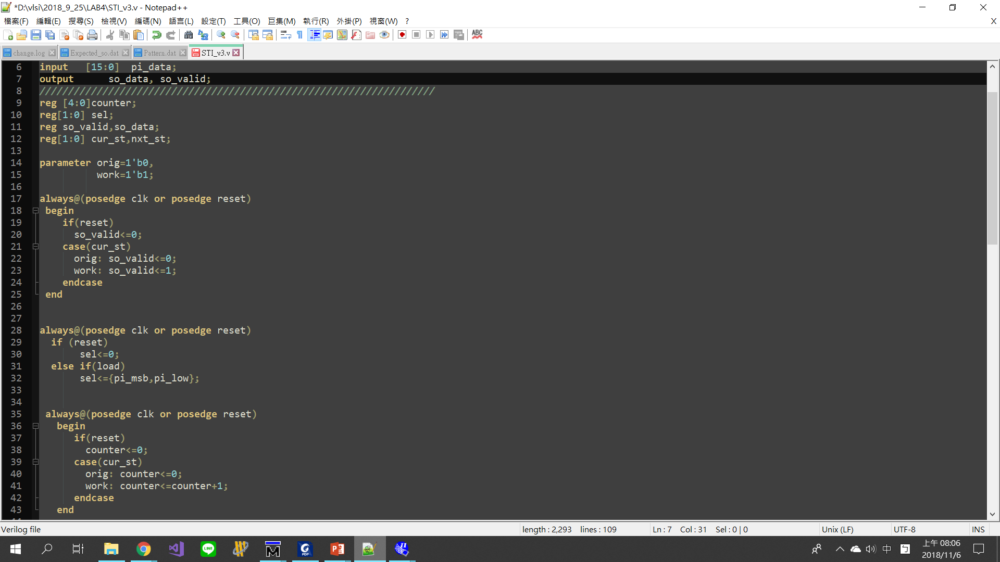 *D:\vlsi\2018_9_25\LAB4\STI_v3.v - Notepad++
檔案(F) 編輯(E) 搜尋(S) 檢視(V) 編碼(N) 語言(L) 設定(T) 工具(O) 巨集(M) 執行(R) 外掛(P) 視窗(W) ? X
ABC
change.log Expected_so.dat Pattern.dat STI_v3.v
6 input [15:0] pi_data;
7 output so_data, so_valid;
8 /////////////////////////////////////////////////////////////////////
9 reg [4:0]counter;
10 reg[1:0] sel;
11 reg so_valid,so_data;
12 reg[1:0] cur_st,nxt_st;
13
14 parameter orig=1'b0,
15 work=1'b1;
16
17 always@(posedge clk or posedge reset)
18 begin
19 if(reset)
20 so_valid<=0;
21 case(cur_st)
22 orig: so_valid<=0;
23 work: so_valid<=1;
24 endcase
25 end
26
27
28 always@(posedge clk or posedge reset)
29 if (reset)
30 sel<=0;
31 else if(load)
32 sel<={pi_msb,pi_low};
33
34
35 always@(posedge clk or posedge reset)
36 begin
37 if(reset)
38 counter<=0;
39 case(cur_st)
40 orig: counter<=0;
41 work: counter<=counter+1;
42 endcase
43 end
Verilog file length : 2,293 lines : 109 Ln : 7 Col : 31 Sel : 0 | 0 Unix (LF) UTF-8 INS
LINE M PDF 中 上午 08:06
2018/11/6